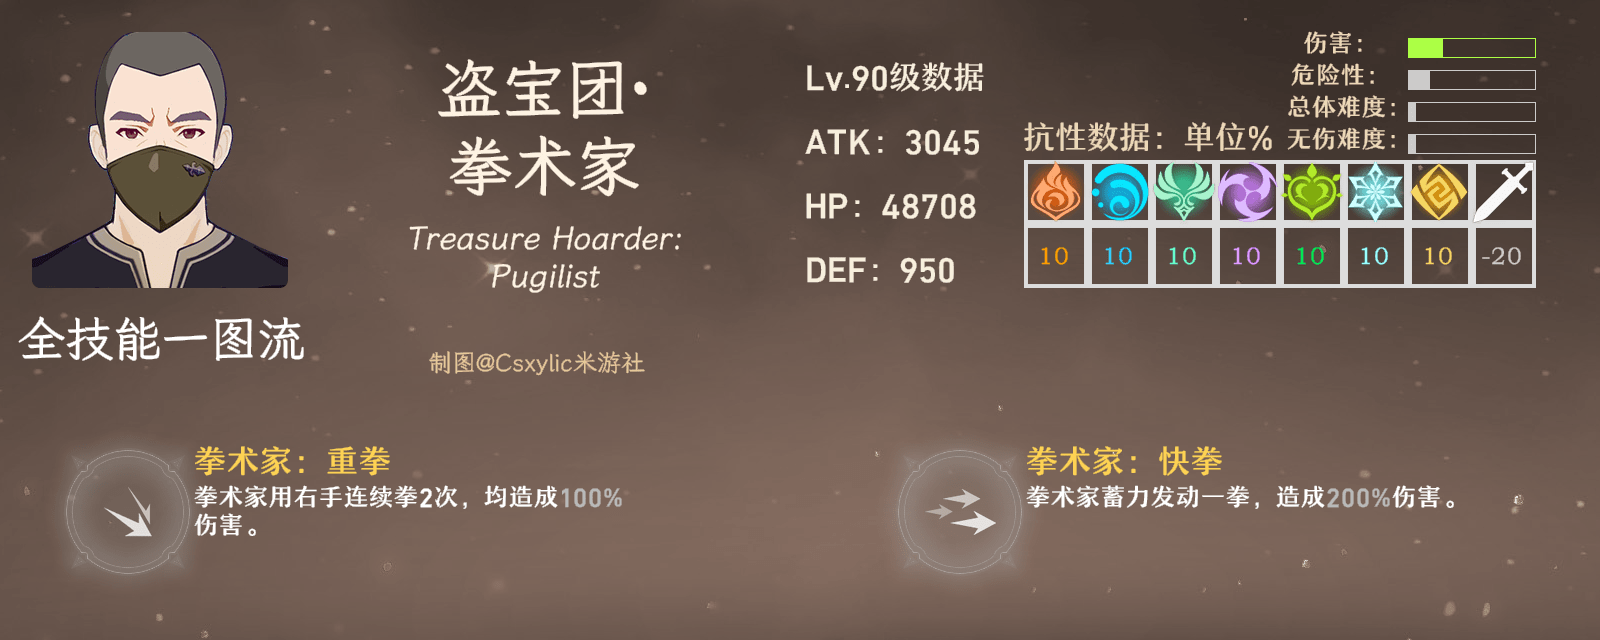 盗宝团·
拳术家
Treasure Hoarder:
Pugilist
全技能一图流
制图@Csxylic米游社
Lv.90级数据
ATK：3045
HP：48708
DEF：950
伤害：
危险性：
总体难度：
无伤难度：
抗性数据：单位%
10 10 10 10 10 10 10 -20
拳术家：重拳
拳术家用右手连续拳2次，均造成100%
伤害。
拳术家：快拳
拳术家蓄力发动一拳，造成200%伤害。